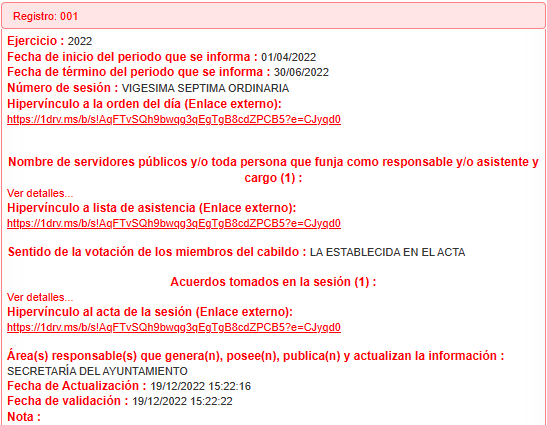 Registro: 001
Ejercicio : 2022
Fecha de inicio del periodo que se informa : 01/04/2022
Fecha de término del periodo que se informa : 30/06/2022
Número de sesión : VIGESIMA SEPTIMA ORDINARIA
Hipervínculo a la orden del día (Enlace externo):
https://1drv.ms/b/s!AqFTvSQh9bwqg3qEgTgB8cdZPCB5?e=CJyqd0
Nombre de servidores públicos y/o toda persona que funja como responsable y/o asistente y
cargo (1) :
Ver detalles...
Hipervínculo a lista de asistencia (Enlace externo):
https://1drv.ms/b/s!AqFTvSQh9bwqg3qEgTgB8cdZPCB5?e=CJyqd0
Sentido de la votación de los miembros del cabildo : LA ESTABLECIDA EN EL ACTA
Acuerdos tomados en la sesión (1) :
Ver detalles...
Hipervínculo al acta de la sesión (Enlace externo):
https://1drv.ms/b/s!AqFTvSQh9bwqg3qEgTgB8cdZPCB5?e=CJyqd0
Área(s) responsable(s) que genera(n), posee(n), publica(n) y actualizan la información :
SECRETARÍA DEL AYUNTAMIENTO
Fecha de Actualización : 19/12/2022 15:22:16
Fecha de validación : 19/12/2022 15:22:22
Nota :